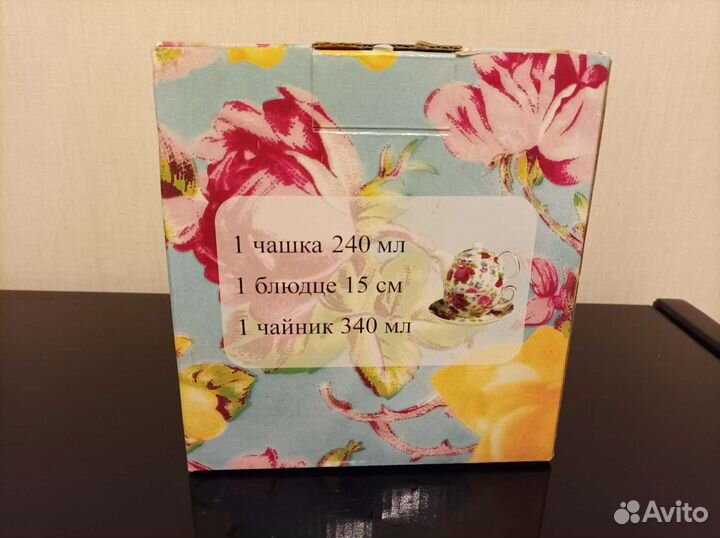 1 чашка 240 мл
1 блюдце 15 см
1 чайник 340 мл
Avito